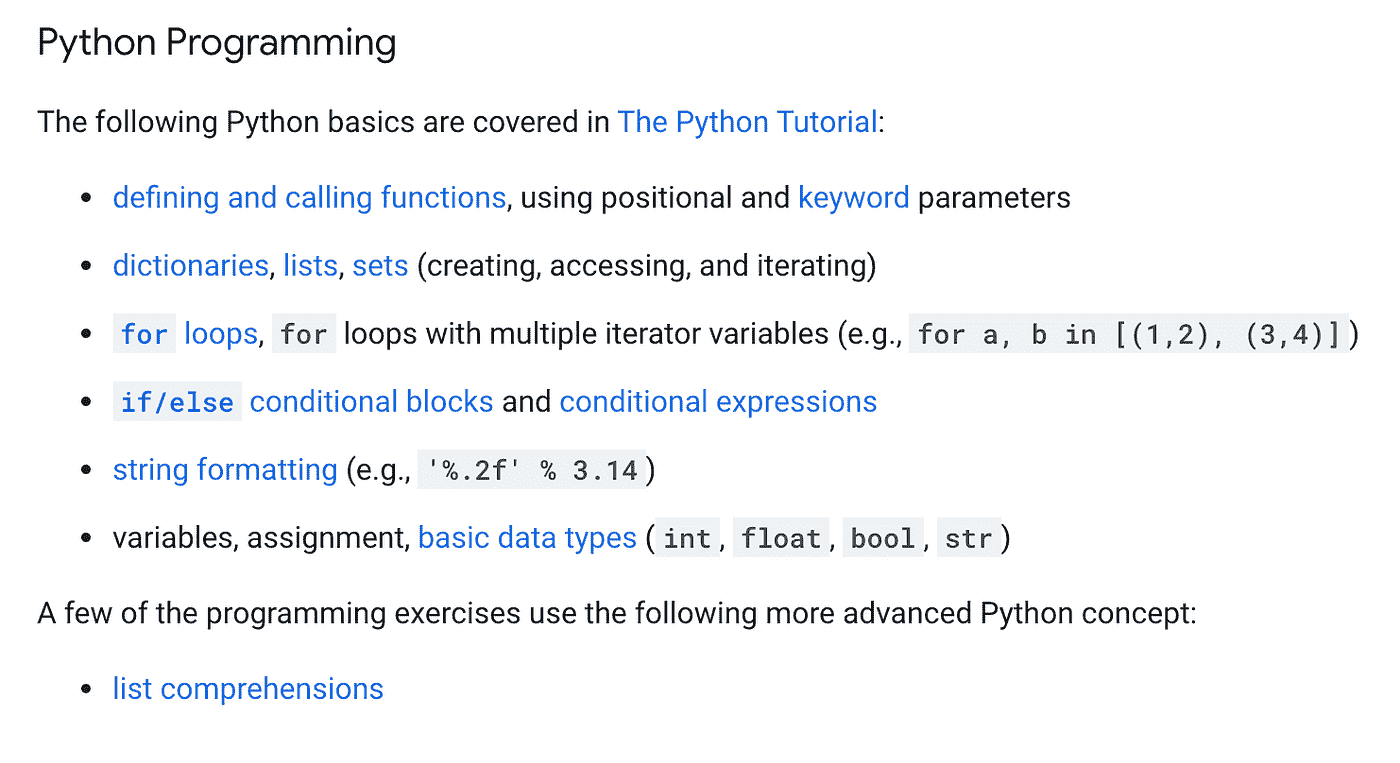 Python Programming
The following Python basics are covered in The Python Tutorial:
• defining and calling functions, using positional and keyword parameters
• dictionaries, lists, sets (creating, accessing, and iterating)
• for loops, for loops with multiple iterator variables (e.g., for a, b in [(1,2), (3,4)])
• if/else conditional blocks and conditional expressions
• string formatting (e.g., '%.2f' % 3.14)
• variables, assignment, basic data types (int, float, bool, str)
A few of the programming exercises use the following more advanced Python concept:
• list comprehensions